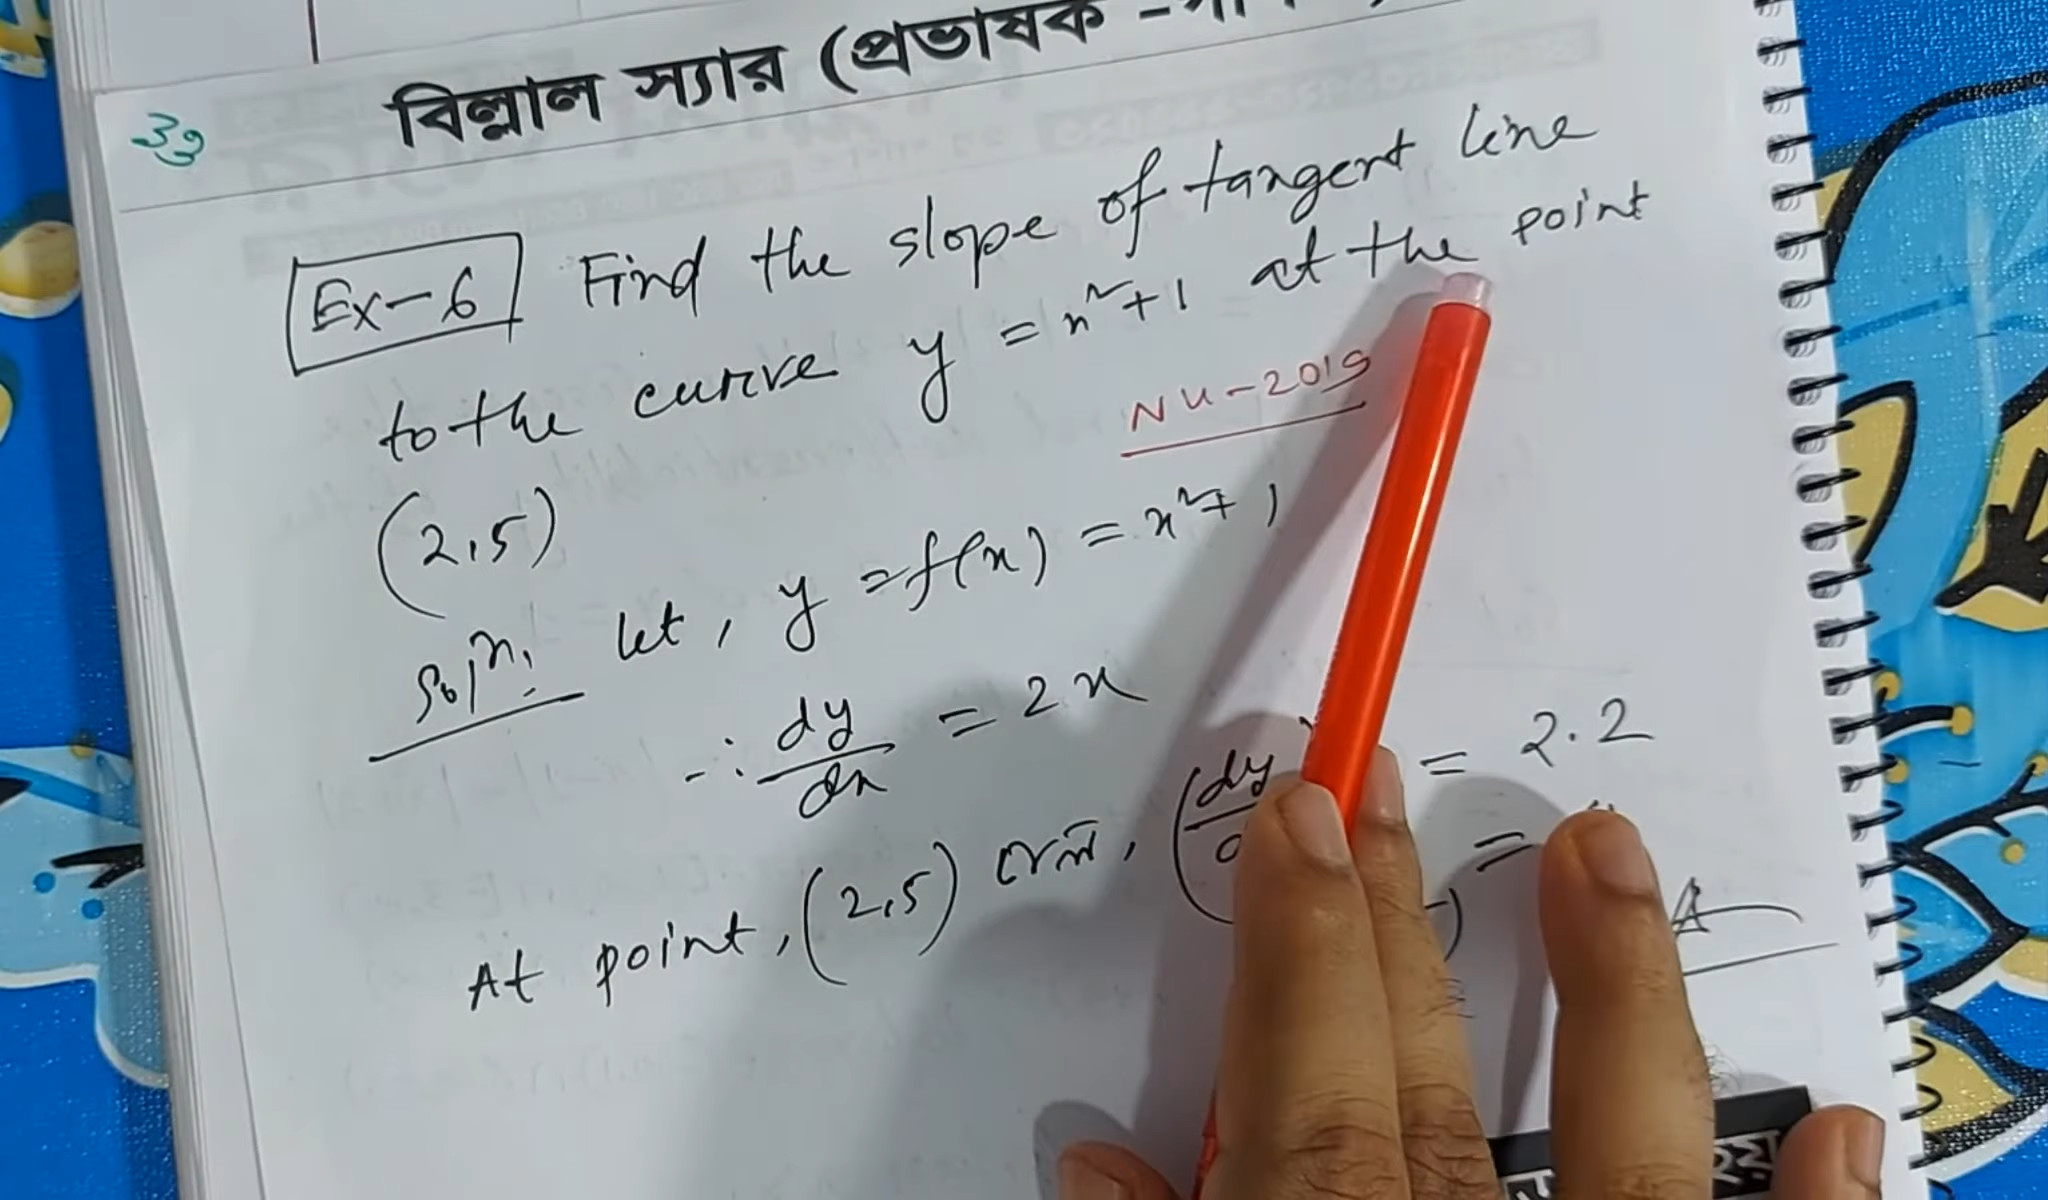 বিল্লাল স্যার (প্রভাষক -
৩9
Ex-6 Find the slope of tangent line
to the curve y = x²+1 at the point
(2,5)
NU-2019
Solⁿ: let, y = f(x) = x²+1
∴ dy/dx = 2x
At point, (2,5) = 2.2
=